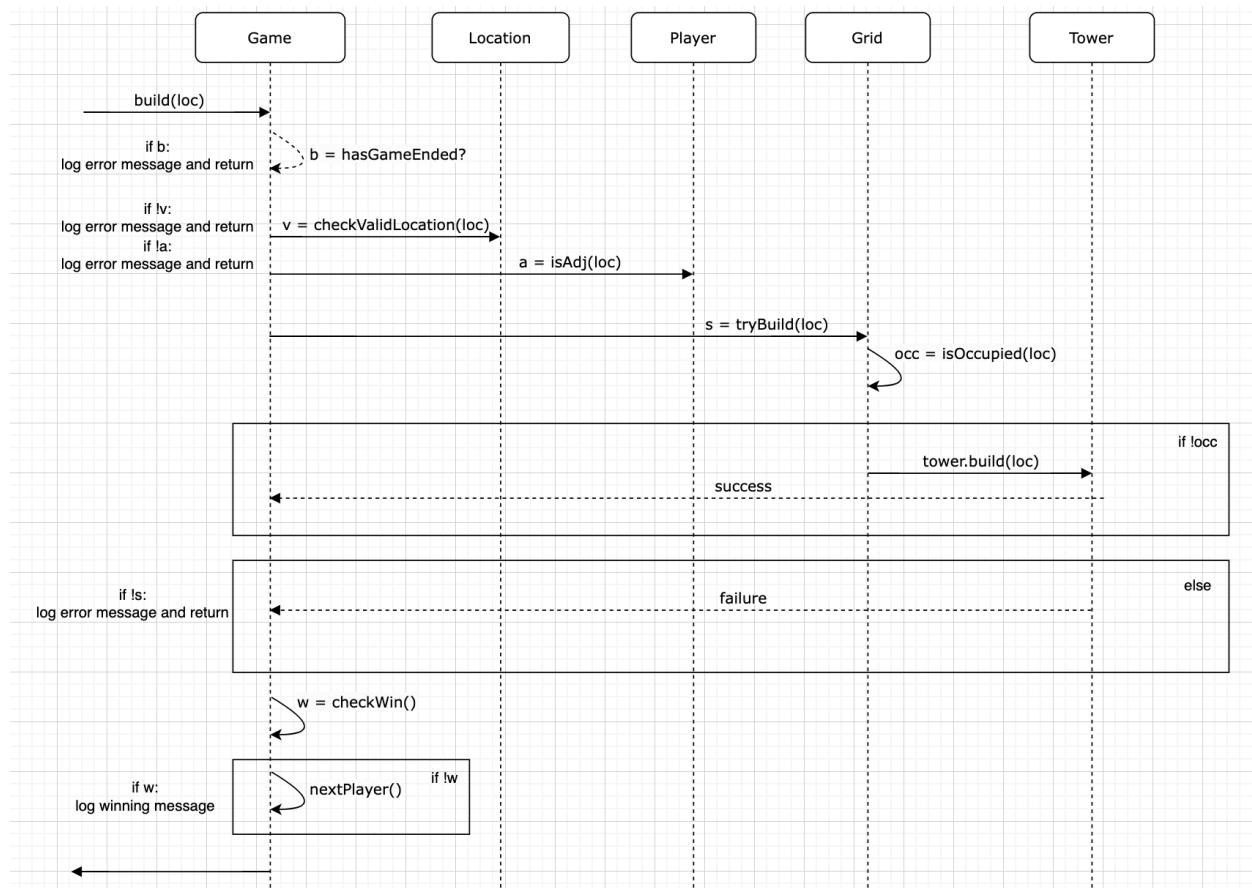 Game
Location
Player
Grid
Tower
build(loc)
if b:
log error message and return
b = hasGameEnded?
if !v:
log error message and return
v = checkValidLocation(loc)
if !a:
log error message and return
a = isAdj(loc)
s = tryBuild(loc)
occ = isOccupied(loc)
if !occ
tower.build(loc)
success
else
if !s:
log error message and return
failure
w = checkWin()
if !w
if w:
log winning message
nextPlayer()